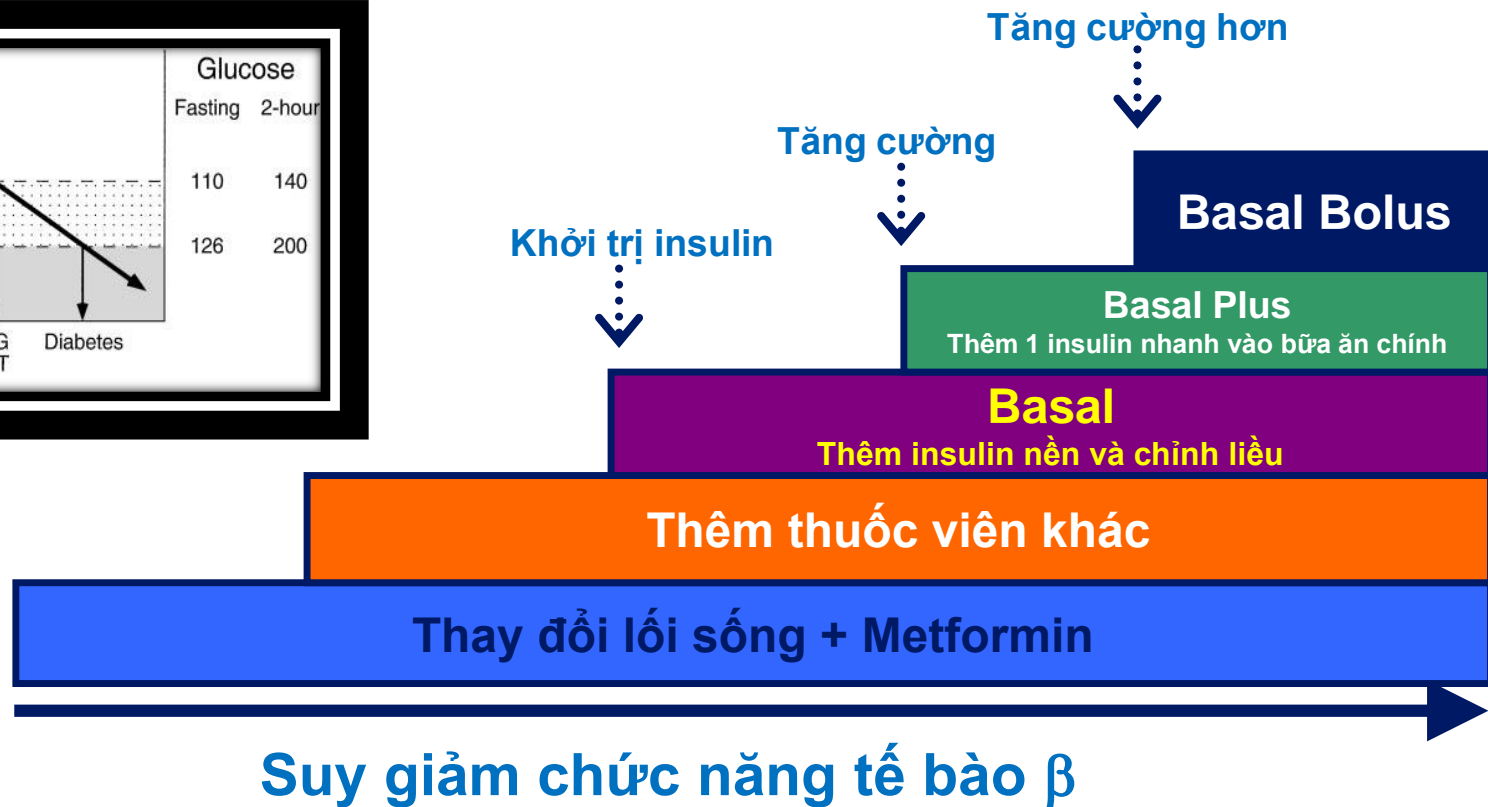 Glucose
Fasting 2-hour
110 140
126 200
G
T
Diabetes
Tăng cường hơn
Tăng cường
Khởi trị insulin
Basal Bolus
Basal Plus
Thêm 1 insulin nhanh vào bữa ăn chính
Basal
Thêm insulin nền và chỉnh liều
Thêm thuốc viên khác
Thay đổi lối sống + Metformin
Suy giảm chức năng tế bào β